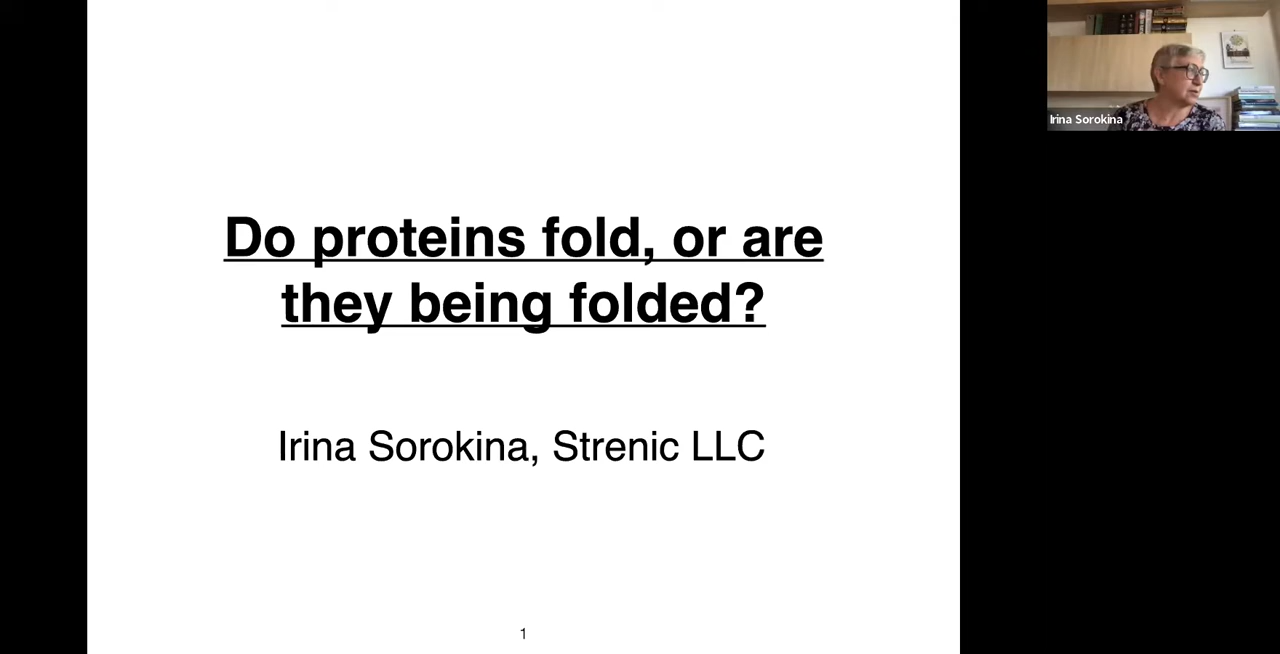 Do proteins fold, or are
they being folded?
Irina Sorokina, Strenic LLC
1
Irina Sorokina